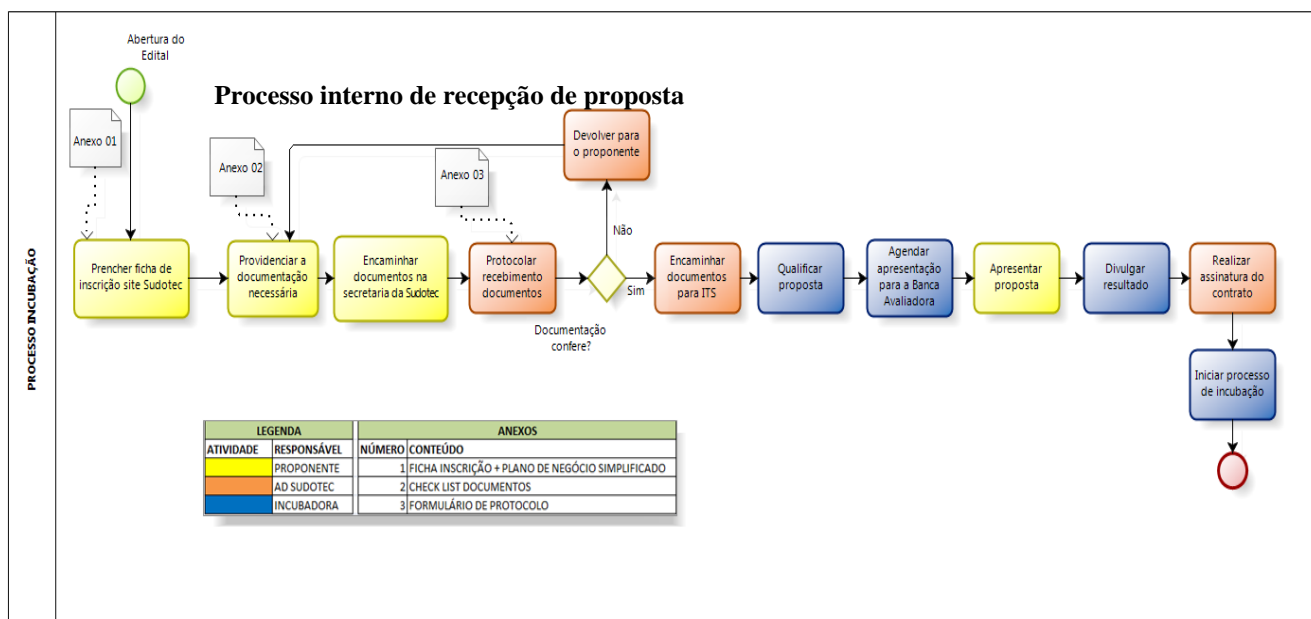 PROCESSO INCUBAÇÃO
Abertura do
Edital
Processo interno de recepção de proposta
Anexo 01
Anexo 02
Anexo 03
Devolver para
o proponente
Não
Prencher ficha de
inscrição site Sudotec
Providenciar a
documentação
necessária
Encaminhar
documentos na
secretaria da Sudotec
Protocolar
recebimento
documentos
Documentação
confere?
Sim
Encaminhar
documentos
para ITS
Qualificar
proposta
Agendar
apresentação
para a Banca
Avaliadora
Apresentar
proposta
Divulgar
resultado
Realizar
assinatura do
contrato
Iniciar processo
de incubação
LEGENDA
ATIVIDADE RESPONSÁVEL
PROPONENTE
AD SUDOTEC
INCUBADORA
ANEXOS
NÚMERO CONTEÚDO
1 FICHA INSCRIÇÃO + PLANO DE NEGÓCIO SIMPLIFICADO
2 CHECK LIST DOCUMENTOS
3 FORMULÁRIO DE PROTOCOLO